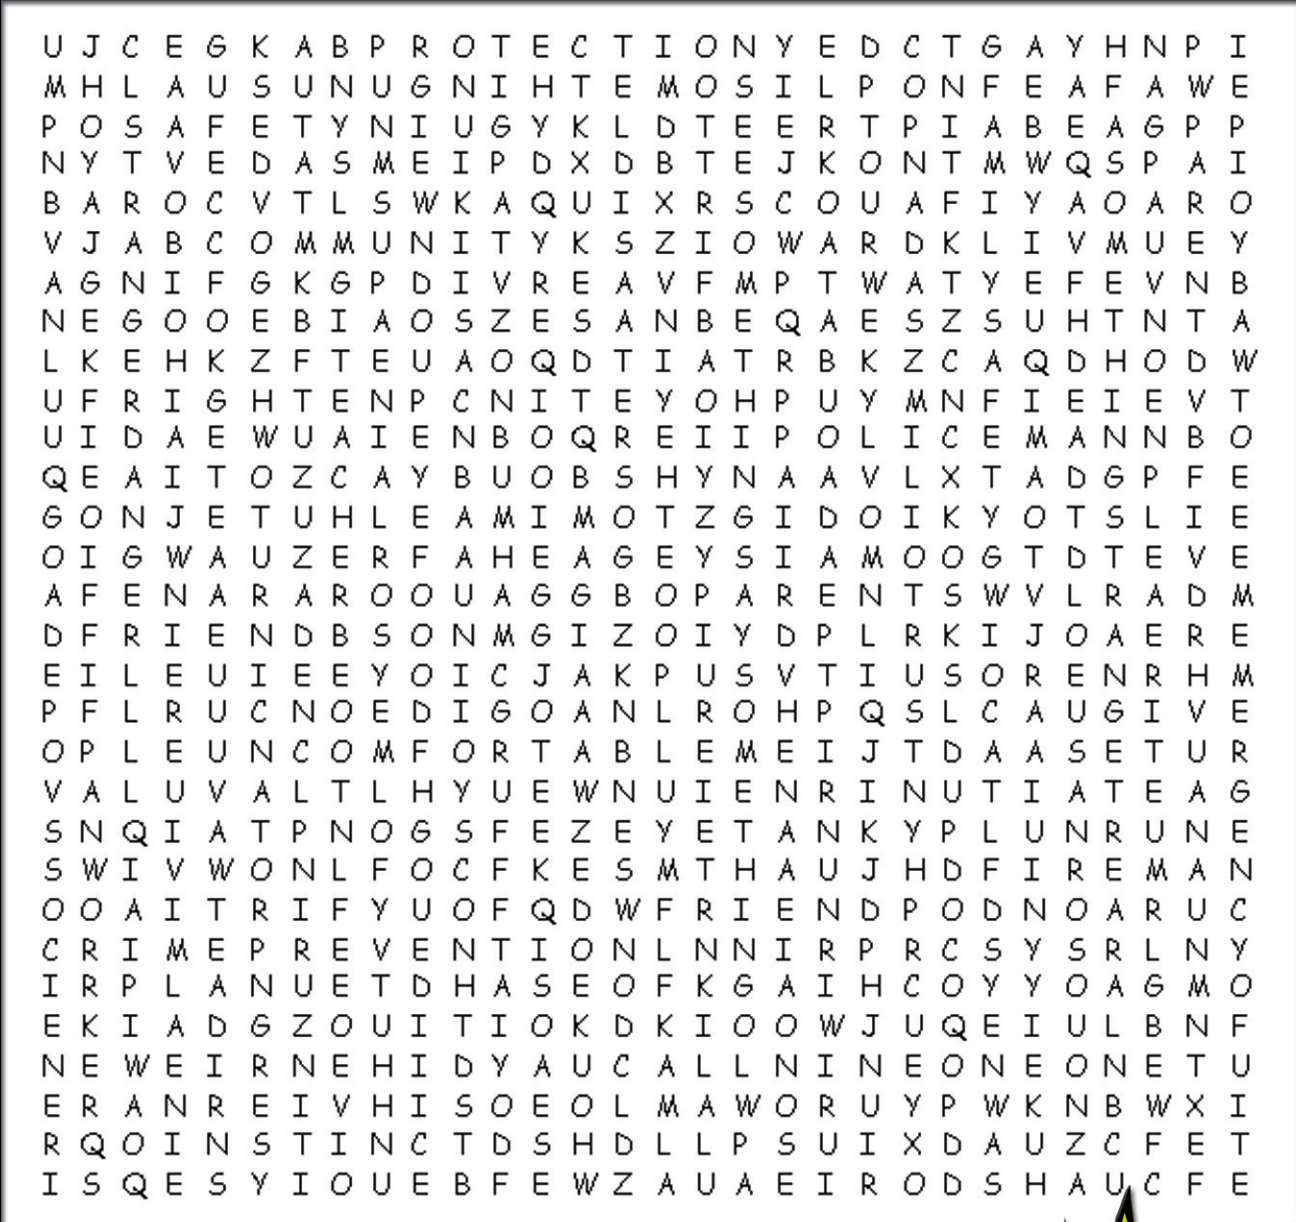 U J C E G K A B P R O T E C T I O N Y E D C T G A Y H N P I
M H L A U S U N U G N I H T E M O S I L P O N F E A F A W E
P O S A F E T Y N I U G Y K L D T E E R T P I A B E A G P P
N Y T V E D A S M E I P D X D B T E J K O N T M W Q S P A I
B A R O C V T L S W K A Q U I X R S C O U A F I Y A O A R O
V J A B C O M M U N I T Y K S Z I O W A R D K L I V M U E Y
A G N I F G K G P D I V R E A V F M P T W A T Y E F E V N B
N E G O O E B I A O S Z E S A N B E Q A E S Z S U H T N T A
L K E H K Z F T E U A O Q D T I A T R B K Z C A Q D H O D W
U F R I G H T E N P C N I T E Y O H P U Y M N F I E I E V T
U I D A E W U A I E N B O Q R E I I P O L I C E M A N N B O
Q E A I T O Z C A Y B U O B S H Y N A A V L X T A D G P F E
G O N J E T U H L E A M I M O T Z G I D O I K Y O T S L I E
O I G W A U Z E R F A H E A G E Y S I A M O O G T D T E V E
A F E N A R A R O O U A G G B O P A R E N T S W V L R A D M
D F R I E N D B S O N M G I Z O I Y D P L R K I J O A E R E
E I L E U I E E Y O I C J A K P U S V T I U S O R E N R H M
P F L R U C N O E D I G O A N L R O H P Q S L C A U G I V E
O P L E U N C O M F O R T A B L E M E I J T D A A S E T U R
V A L U V A L T L H Y U E W N U I E N R I N U T I A T E A G
S N Q I A T P N O G S F E Z E Y E T A N K Y P L U N R U N E
S W I V W O N L F O C F K E S M T H A U J H D F I R E M A N
O O A I T R I F Y U O F Q D W F R I E N D P O D N O A R U C
C R I M E P R E V E N T I O N L N N I R P R C S Y S R L N Y
I R P L A N U E T D H A S E O F K G A I H C O Y Y O A G M O
E K I A D G Z O U I T I O K D K I O O W J U Q E I U L B N F
N E W E I R N E H I D Y A U C A L L N I N E O N E O N E T U
E R A N R E I V H I S O E O L M A W O R U Y P W K N B W X I
R Q O I N S T I N C T D S H D L L P S U I X D A U Z C F E T
I S Q E S Y I O U E B F E W Z A U A E I R O D S H A U C F E